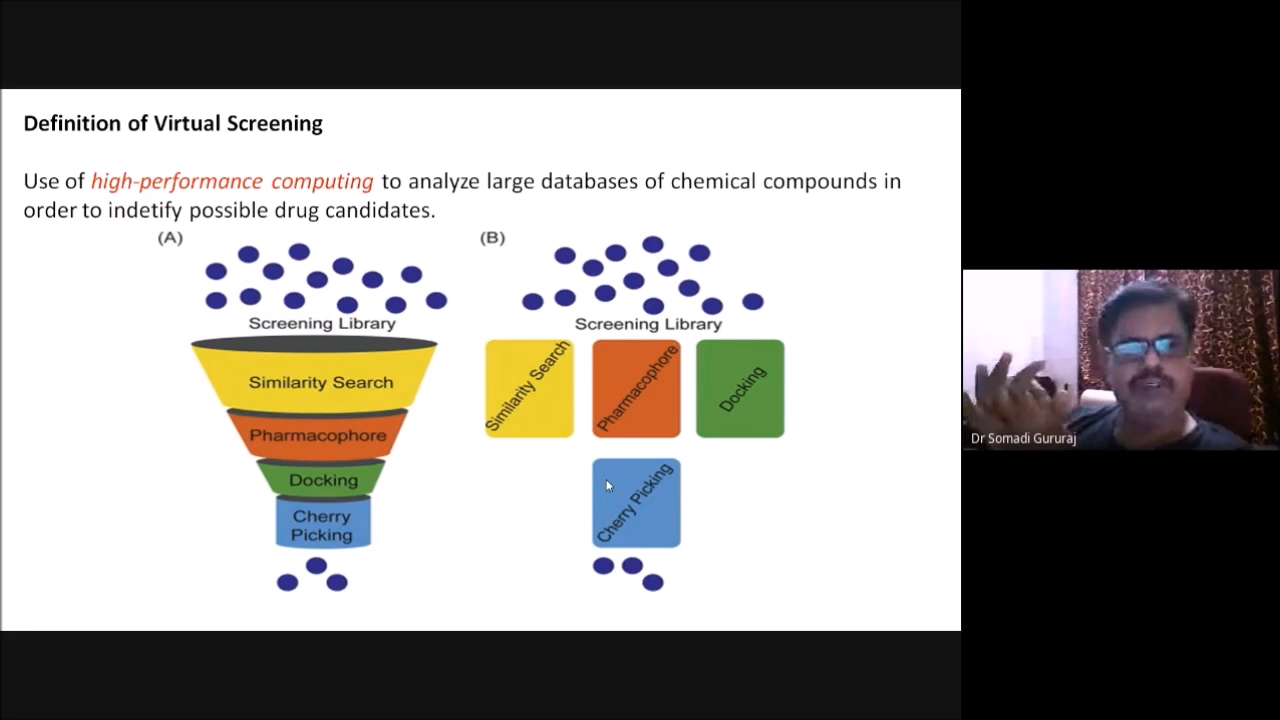 Definition of Virtual Screening
Use of high-performance computing to analyze large databases of chemical compounds in
order to indetify possible drug candidates.
(A)
Screening Library
Similarity Search
Pharmacophore
Docking
Cherry
Picking
(B)
Screening Library
Similarity Search
Pharmacophore
Docking
Cherry Picking
Dr Somadi Gururaj